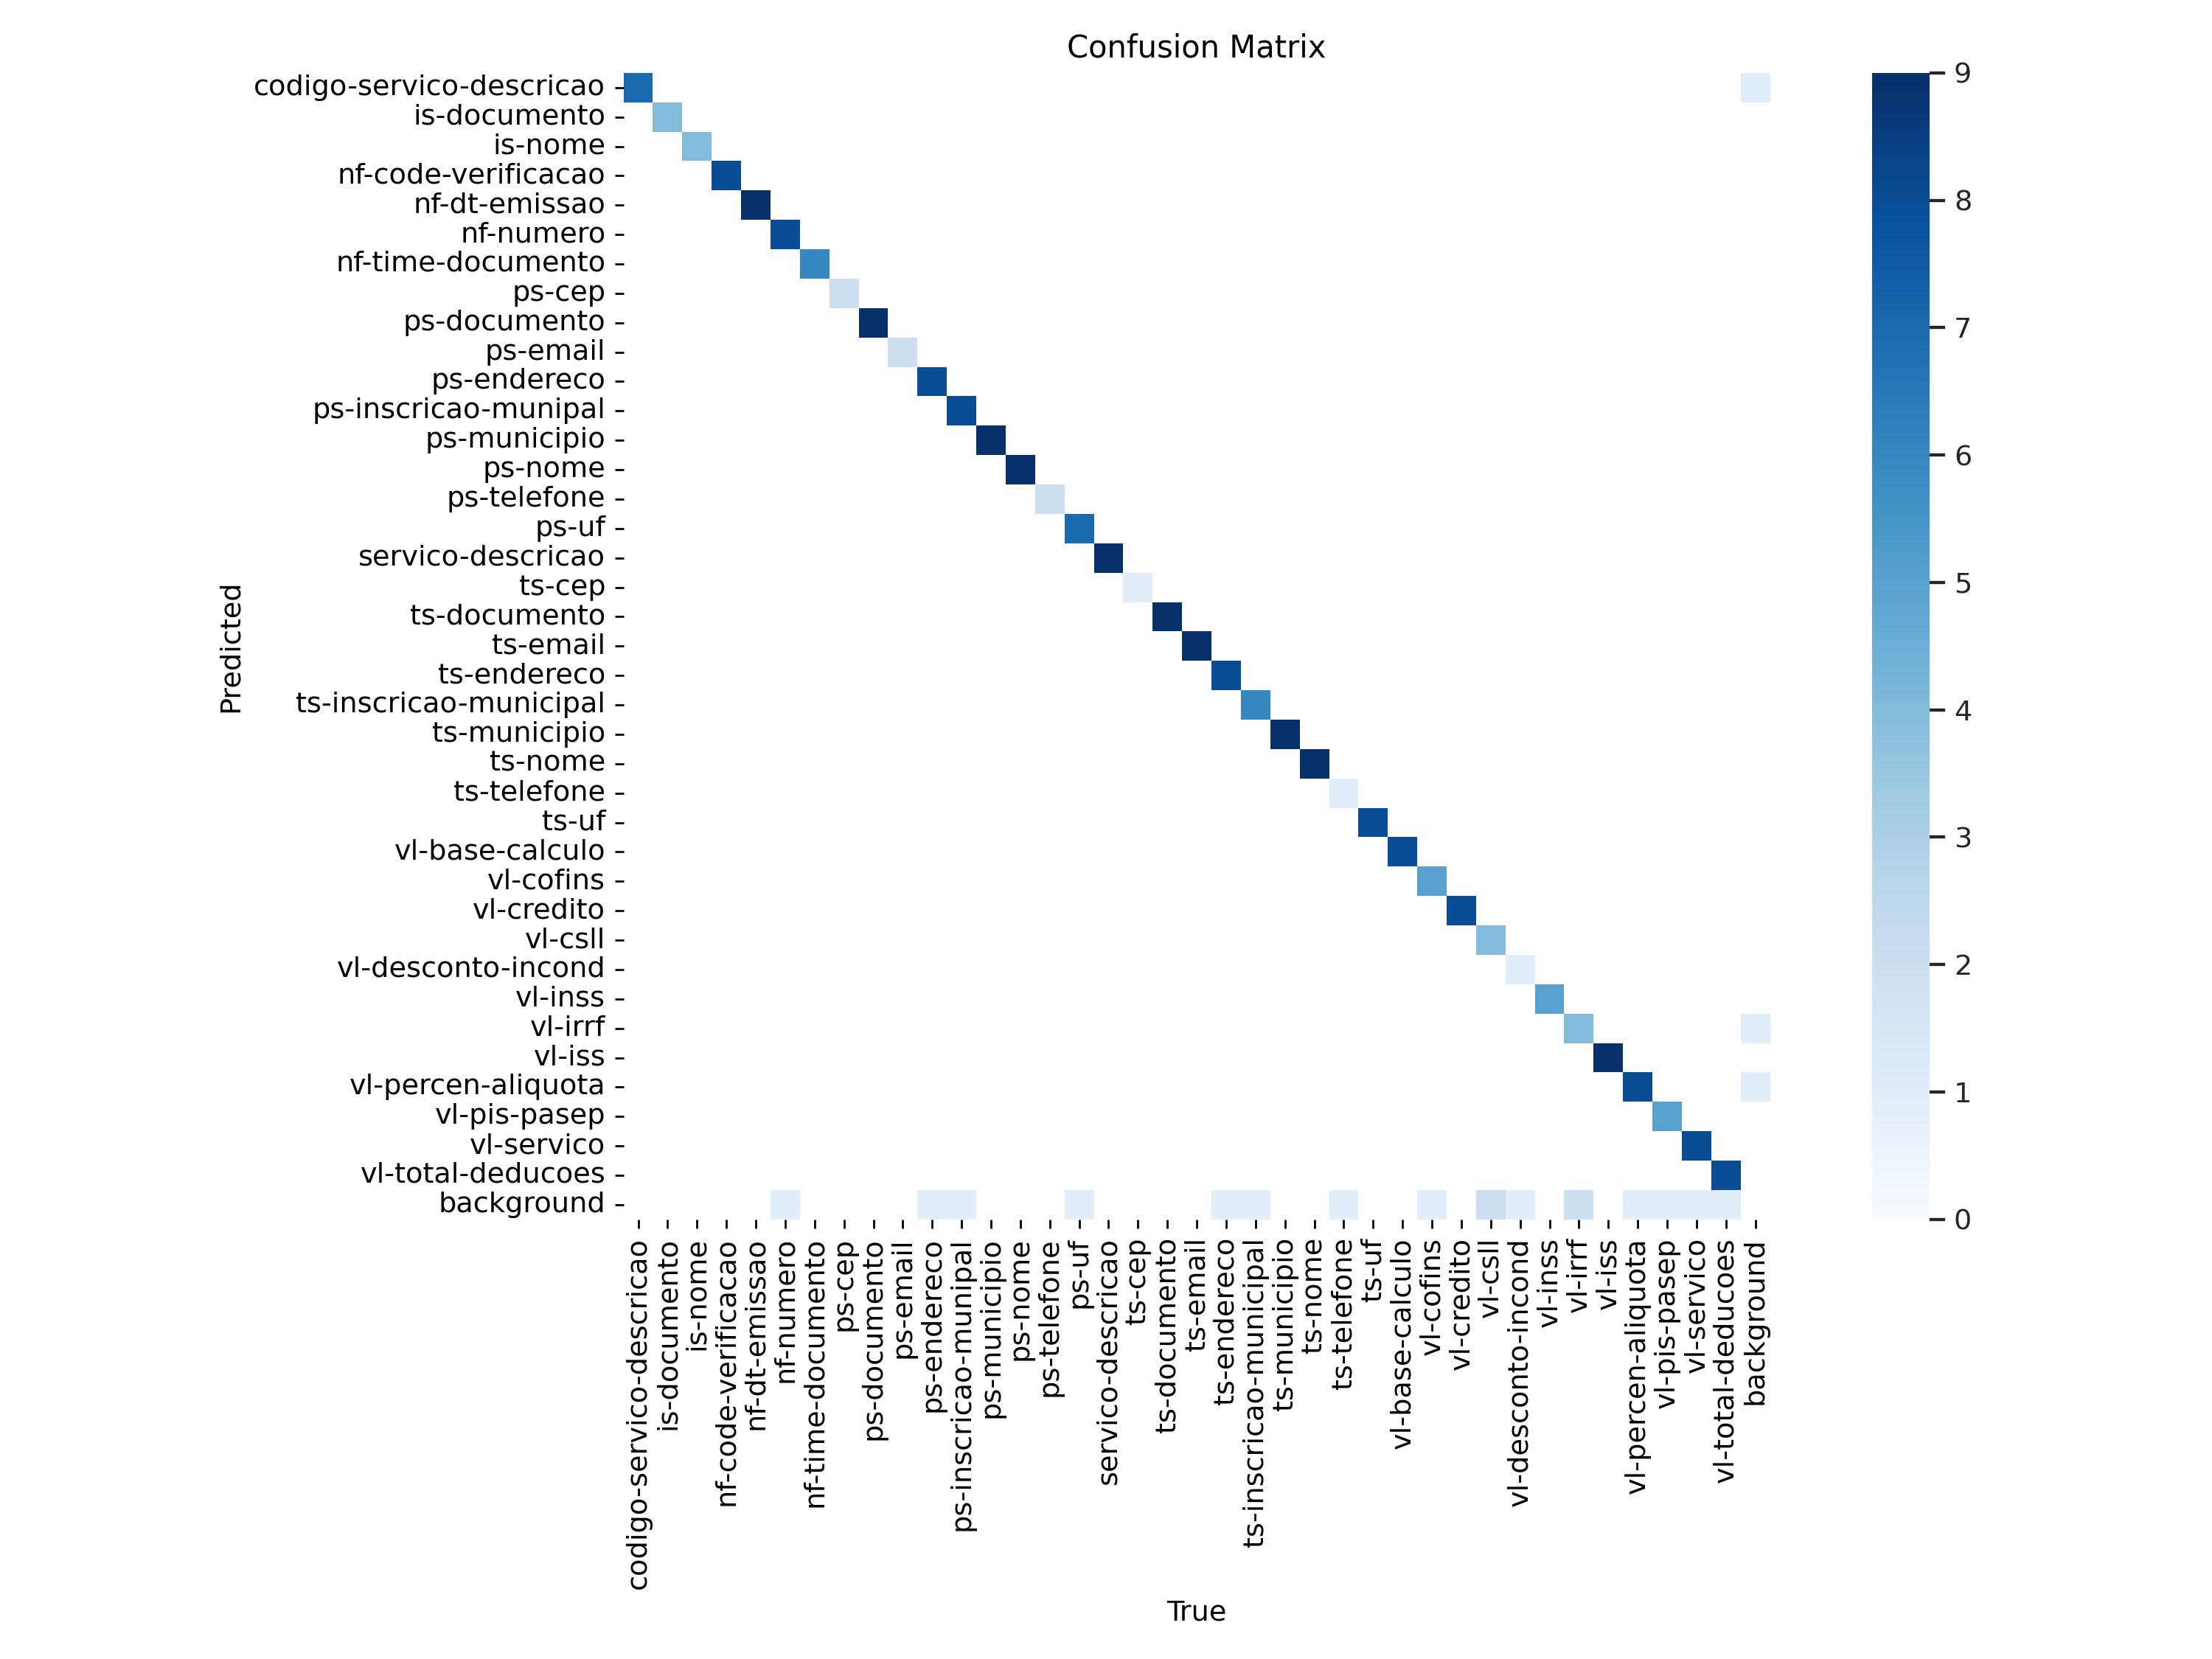 Confusion Matrix
Predicted
codigo-servico-descricao
is-documento
is-nome
nf-code-verificacao
nf-dt-emissao
nf-numero
nf-time-documento
ps-cep
ps-documento
ps-email
ps-endereco
ps-inscricao-munipal
ps-municipio
ps-nome
ps-telefone
ps-uf
servico-descricao
ts-cep
ts-documento
ts-email
ts-endereco
ts-inscricao-municipal
ts-municipio
ts-nome
ts-telefone
ts-uf
vl-base-calculo
vl-cofins
vl-credito
vl-csll
vl-desconto-incond
vl-inss
vl-irrf
vl-iss
vl-percen-aliquota
vl-pis-pasep
vl-servico
vl-total-deducoes
background
codigo-servico-descricao
is-documento
is-nome
nf-code-verificacao
nf-dt-emissao
nf-numero
nf-time-documento
ps-cep
ps-documento
ps-email
ps-endereco
ps-inscricao-munipal
ps-municipio
ps-nome
ps-telefone
ps-uf
servico-descricao
ts-cep
ts-documento
ts-email
ts-endereco
ts-inscricao-municipal
ts-municipio
ts-nome
ts-telefone
ts-uf
vl-base-calculo
vl-cofins
vl-credito
vl-csll
vl-desconto-incond
vl-inss
vl-irrf
vl-iss
vl-percen-aliquota
vl-pis-pasep
vl-servico
vl-total-deducoes
background
True
9
8
7
6
5
4
3
2
1
0